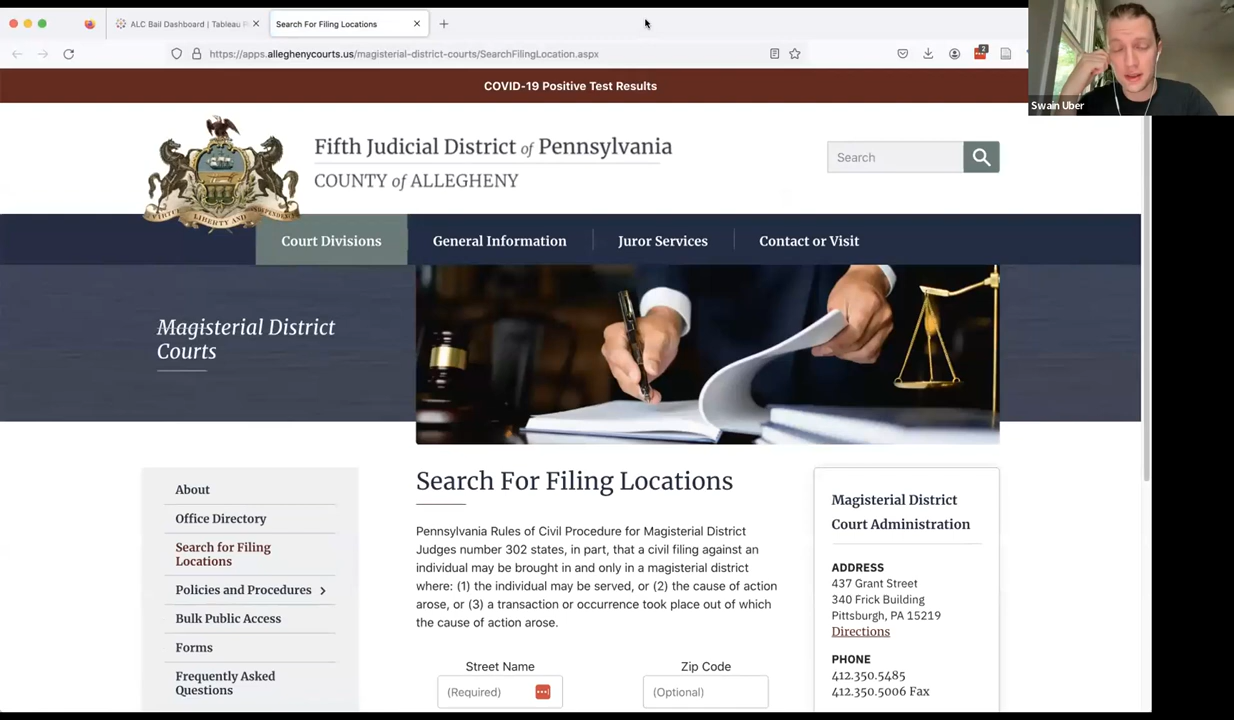 ALC Bail Dashboard | Tableau
Search For Filing Locations
https://apps.alleghenycourts.us/magisterial-district-courts/SearchFilingLocation.aspx
2
Swain Uber
COVID-19 Positive Test Results
Fifth Judicial District of Pennsylvania
COUNTY of ALLEGHENY
Search
VIRTUE LIBERTY AND INDEPENDENCE
Court Divisions
General Information
Juror Services
Contact or Visit
Magisterial District
Courts
About
Office Directory
Search for Filing
Locations
Policies and Procedures
Bulk Public Access
Forms
Frequently Asked
Questions
Search For Filing Locations
Pennsylvania Rules of Civil Procedure for Magisterial District
Judges number 302 states, in part, that a civil filing against an
individual may be brought in and only in a magisterial district
where: (1) the individual may be served, or (2) the cause of action
arose, or (3) a transaction or occurrence took place out of which
the cause of action arose.
Street Name
Zip Code
(Required)
(Optional)
Magisterial District
Court Administration
ADDRESS
437 Grant Street
340 Frick Building
Pittsburgh, PA 15219
Directions
PHONE
412.350.5485
412.350.5006 Fax